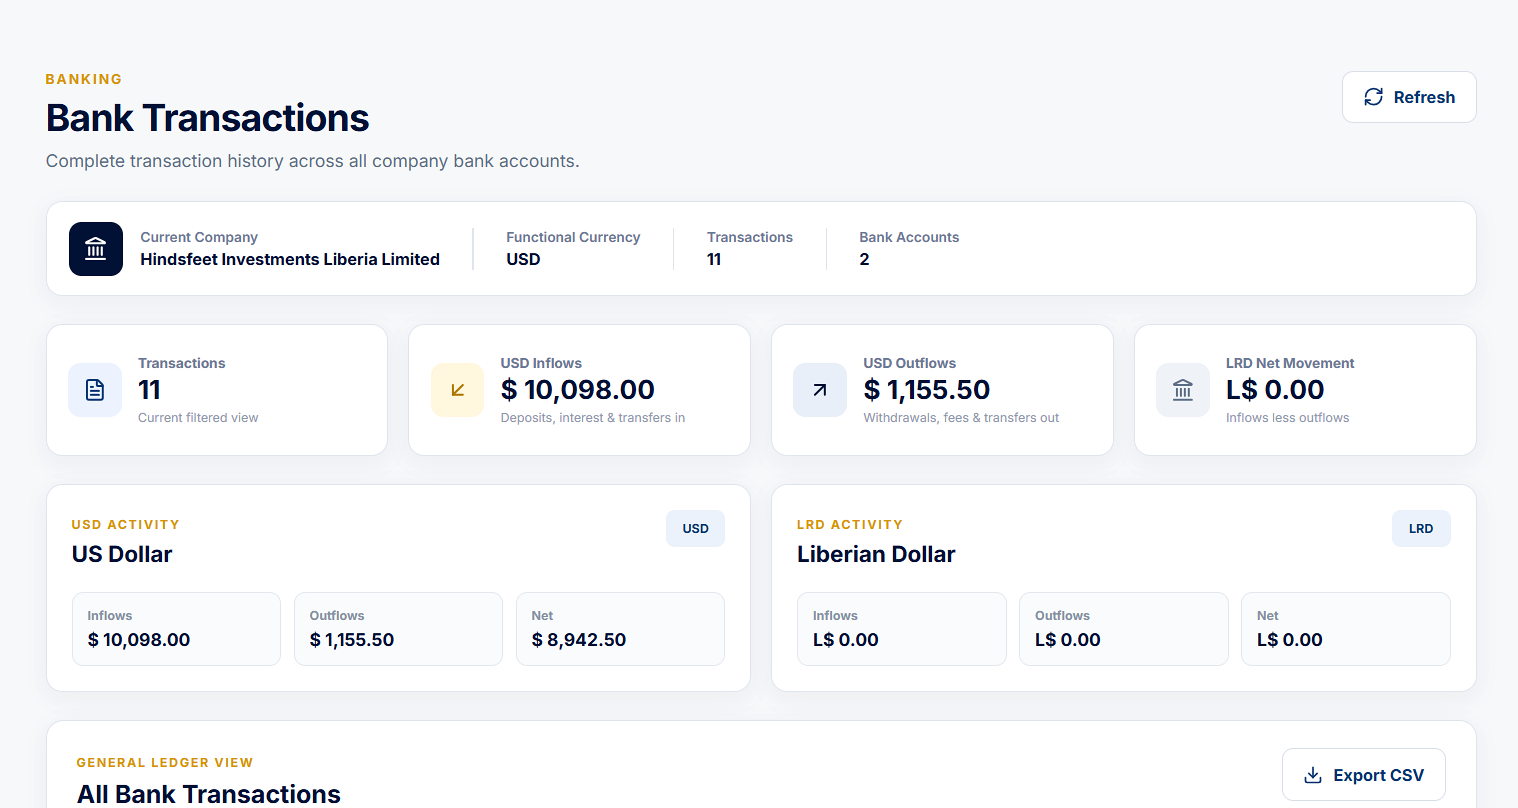 BANKING
Bank Transactions
Complete transaction history across all company bank accounts.
Refresh
Current Company
Hindsfeet Investments Liberia Limited
Functional Currency
USD
Transactions
11
Bank Accounts
2
Transactions
11
Current filtered view
USD Inflows
$ 10,098.00
Deposits, interest & transfers in
USD Outflows
$ 1,155.50
Withdrawals, fees & transfers out
LRD Net Movement
L$ 0.00
Inflows less outflows
USD ACTIVITY
US Dollar
USD
Inflows
$ 10,098.00
Outflows
$ 1,155.50
Net
$ 8,942.50
LRD ACTIVITY
Liberian Dollar
LRD
Inflows
L$ 0.00
Outflows
L$ 0.00
Net
L$ 0.00
GENERAL LEDGER VIEW
All Bank Transactions
Export CSV